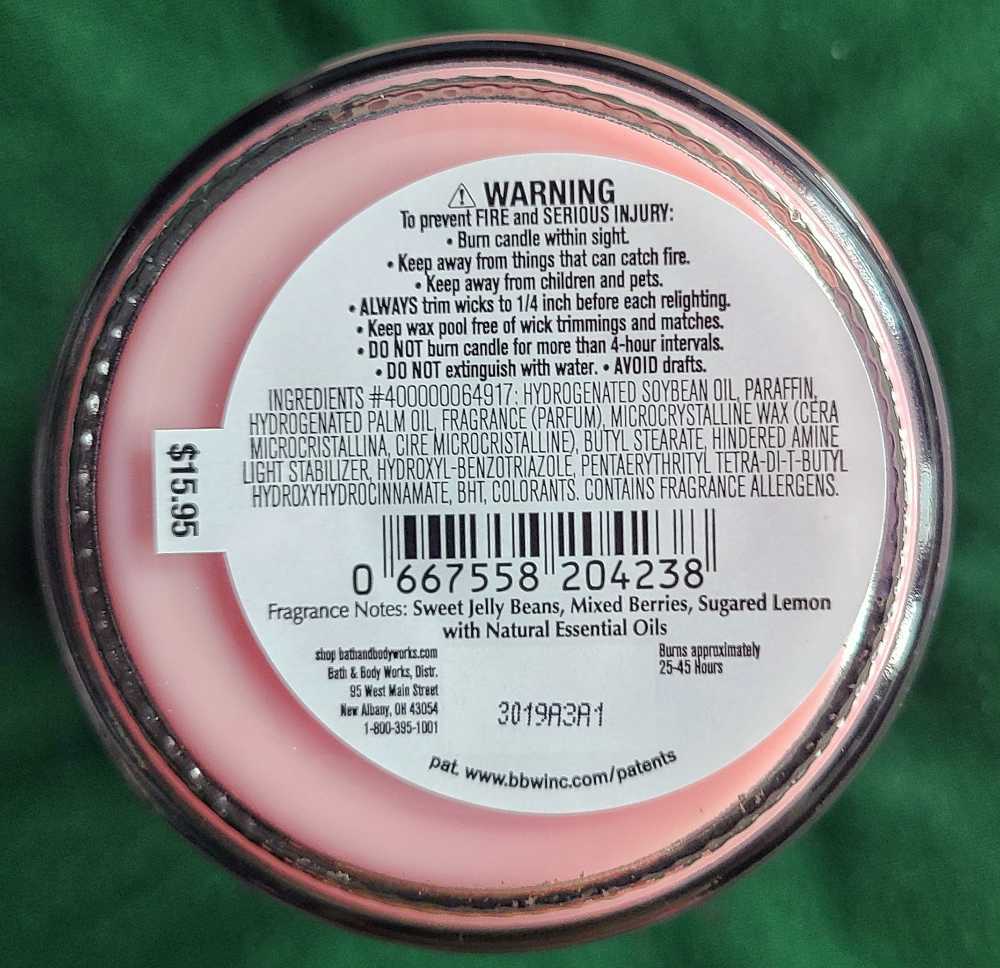 ⚠ WARNING
To prevent FIRE and SERIOUS INJURY:
• Burn candle within sight.
• Keep away from things that can catch fire.
• Keep away from children and pets.
• ALWAYS trim wicks to 1/4 inch before each relighting.
• Keep wax pool free of wick trimmings and matches.
• DO NOT burn candle for more than 4-hour intervals.
• DO NOT extinguish with water. • AVOID drafts.
INGREDIENTS #400000064917: HYDROGENATED SOYBEAN OIL, PARAFFIN,
HYDROGENATED PALM OIL, FRAGRANCE (PARFUM), MICROCRYSTALLINE WAX (CERA
MICROCRISTALLINA, CIRE MICROCRISTALLINE), BUTYL STEARATE, HINDERED AMINE
LIGHT STABILIZER, HYDROXYL-BENZOTRIAZOLE, PENTAERYTHRITYL TETRA-DI-T-BUTYL
HYDROXYHYDROCINNAMATE, BHT, COLORANTS. CONTAINS FRAGRANCE ALLERGENS.
$15.95
0 667558 204238
Fragrance Notes: Sweet Jelly Beans, Mixed Berries, Sugared Lemon
with Natural Essential Oils
shop bathandbodyworks.com
Bath & Body Works, Distr.
95 West Main Street
New Albany, OH 43054
1-800-395-1001
Burns approximately
25-45 Hours
3019A3A1
pat. www.bbwinc.com/patents